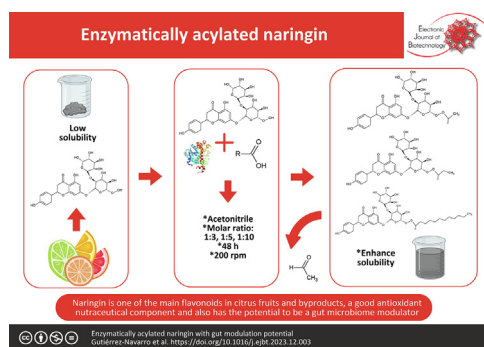 Enzymatically acylated naringin
Electronic
Journal of
Biotechnology
Low
solubility
*Acetonitrile
*Molar ratio:
1:3, 1:5, 1:10
*48 h
*200 rpm
*Enhance
solubility
Naringin is one of the main flavonoids in citrus fruits and byproducts, a good antioxidant
nutraceutical component and also has the potential to be a gut microbiome modulator
Enzymatically acylated naringin with gut modulation potential
Gutiérrez-Navarro et al. https://doi.org/10.1016/j.ejbt.2023.12.003